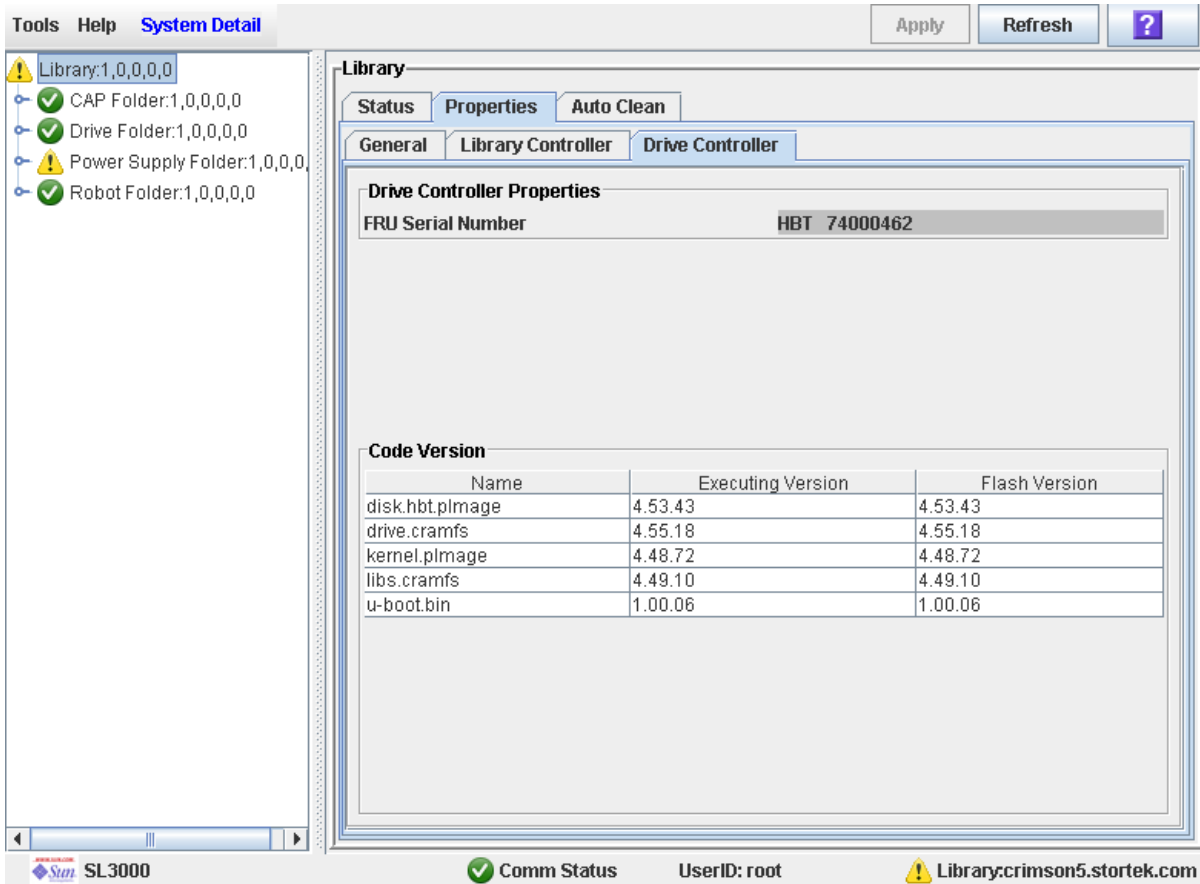 Tools Help System Detail Apply Refresh ?
Library:1,0,0,0,0
CAP Folder:1,0,0,0,0
Drive Folder:1,0,0,0,0
Power Supply Folder:1,0,0,0,
Robot Folder:1,0,0,0,0
Library
Status Properties Auto Clean
General Library Controller Drive Controller
Drive Controller Properties
FRU Serial Number HBT 74000462
Code Version
Name Executing Version Flash Version
disk.hbt.pImage 4.53.43 4.53.43
drive.cramfs 4.55.18 4.55.18
kernel.pImage 4.48.72 4.48.72
libs.cramfs 4.49.10 4.49.10
u-boot.bin 1.00.06 1.00.06
Sun SL3000 Comm Status UserID: root Library:crimson5.stortek.com